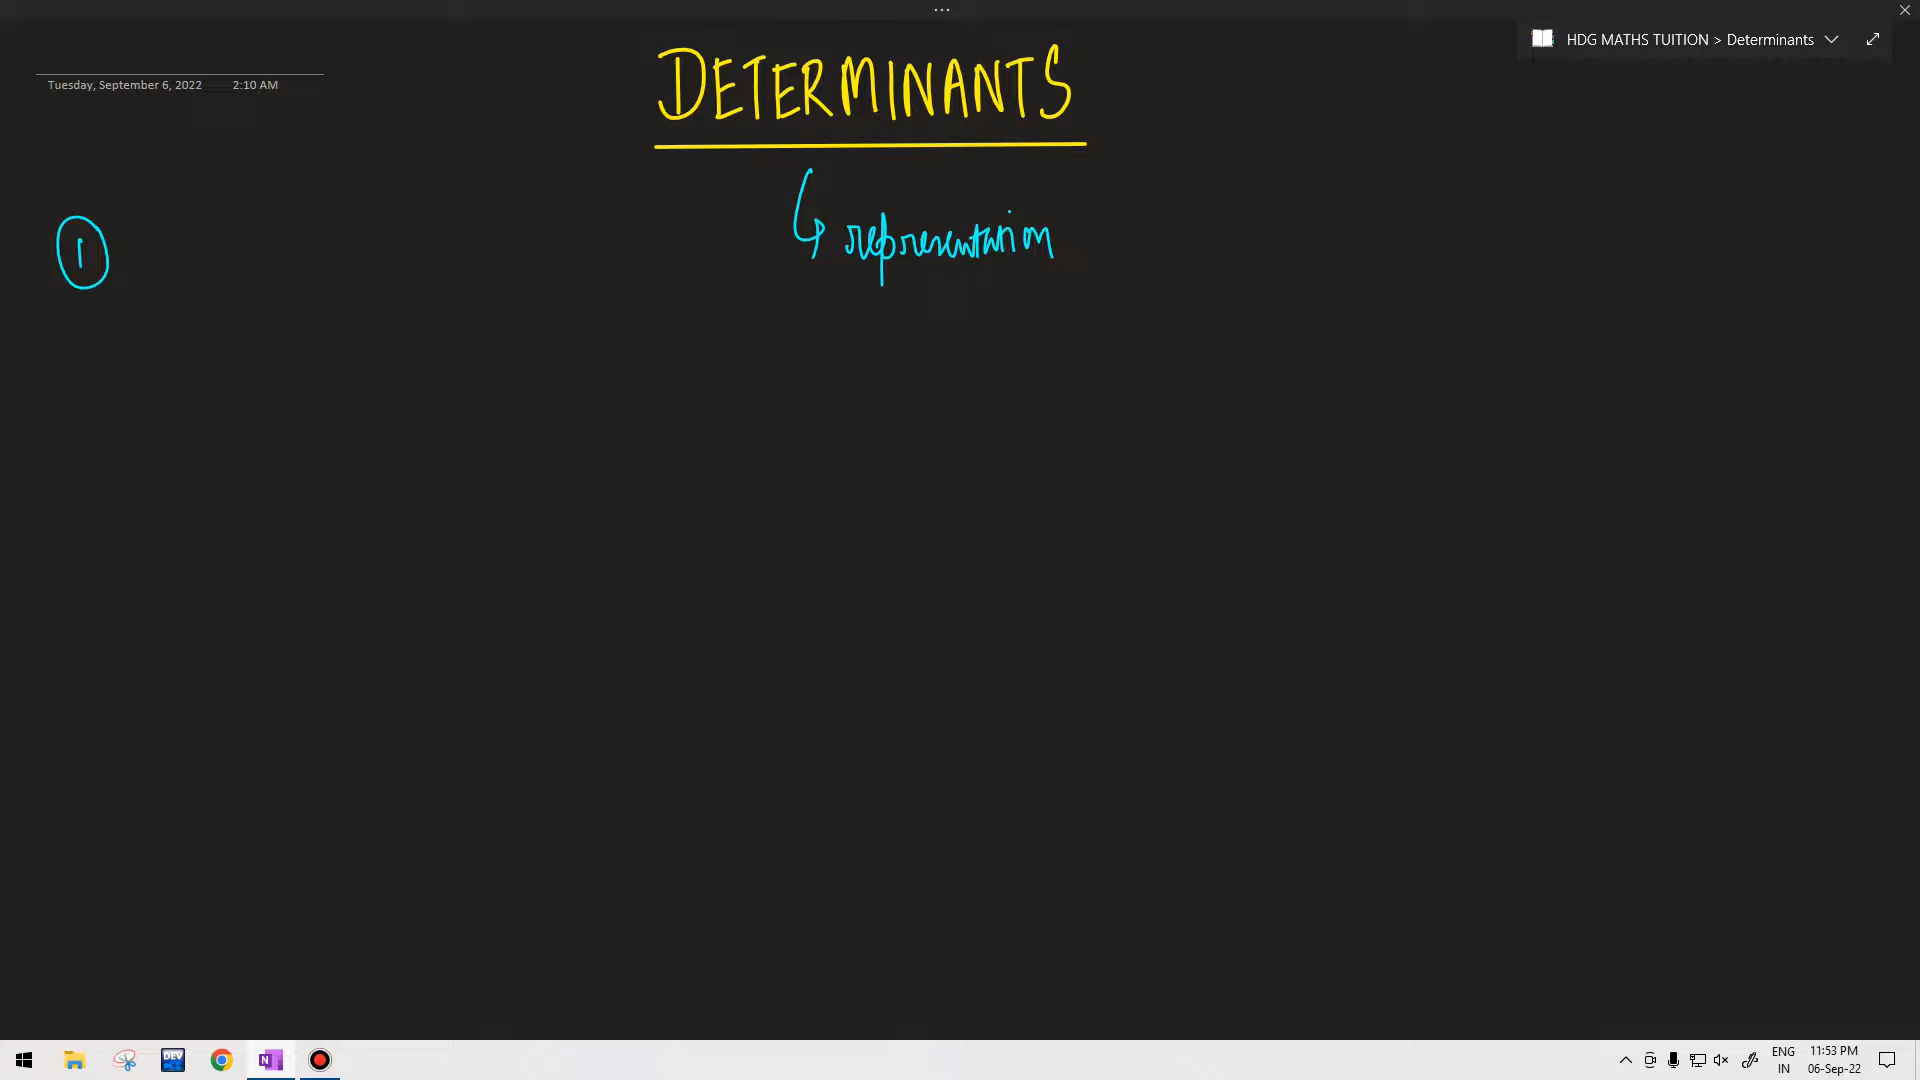 HDG MATHS TUITION > Determinants
DETERMINANTS
Tuesday, September 6, 2022 2:10 AM
representation
1
DEV
C++
N
ENG
IN
11:53 PM
06-Sep-22